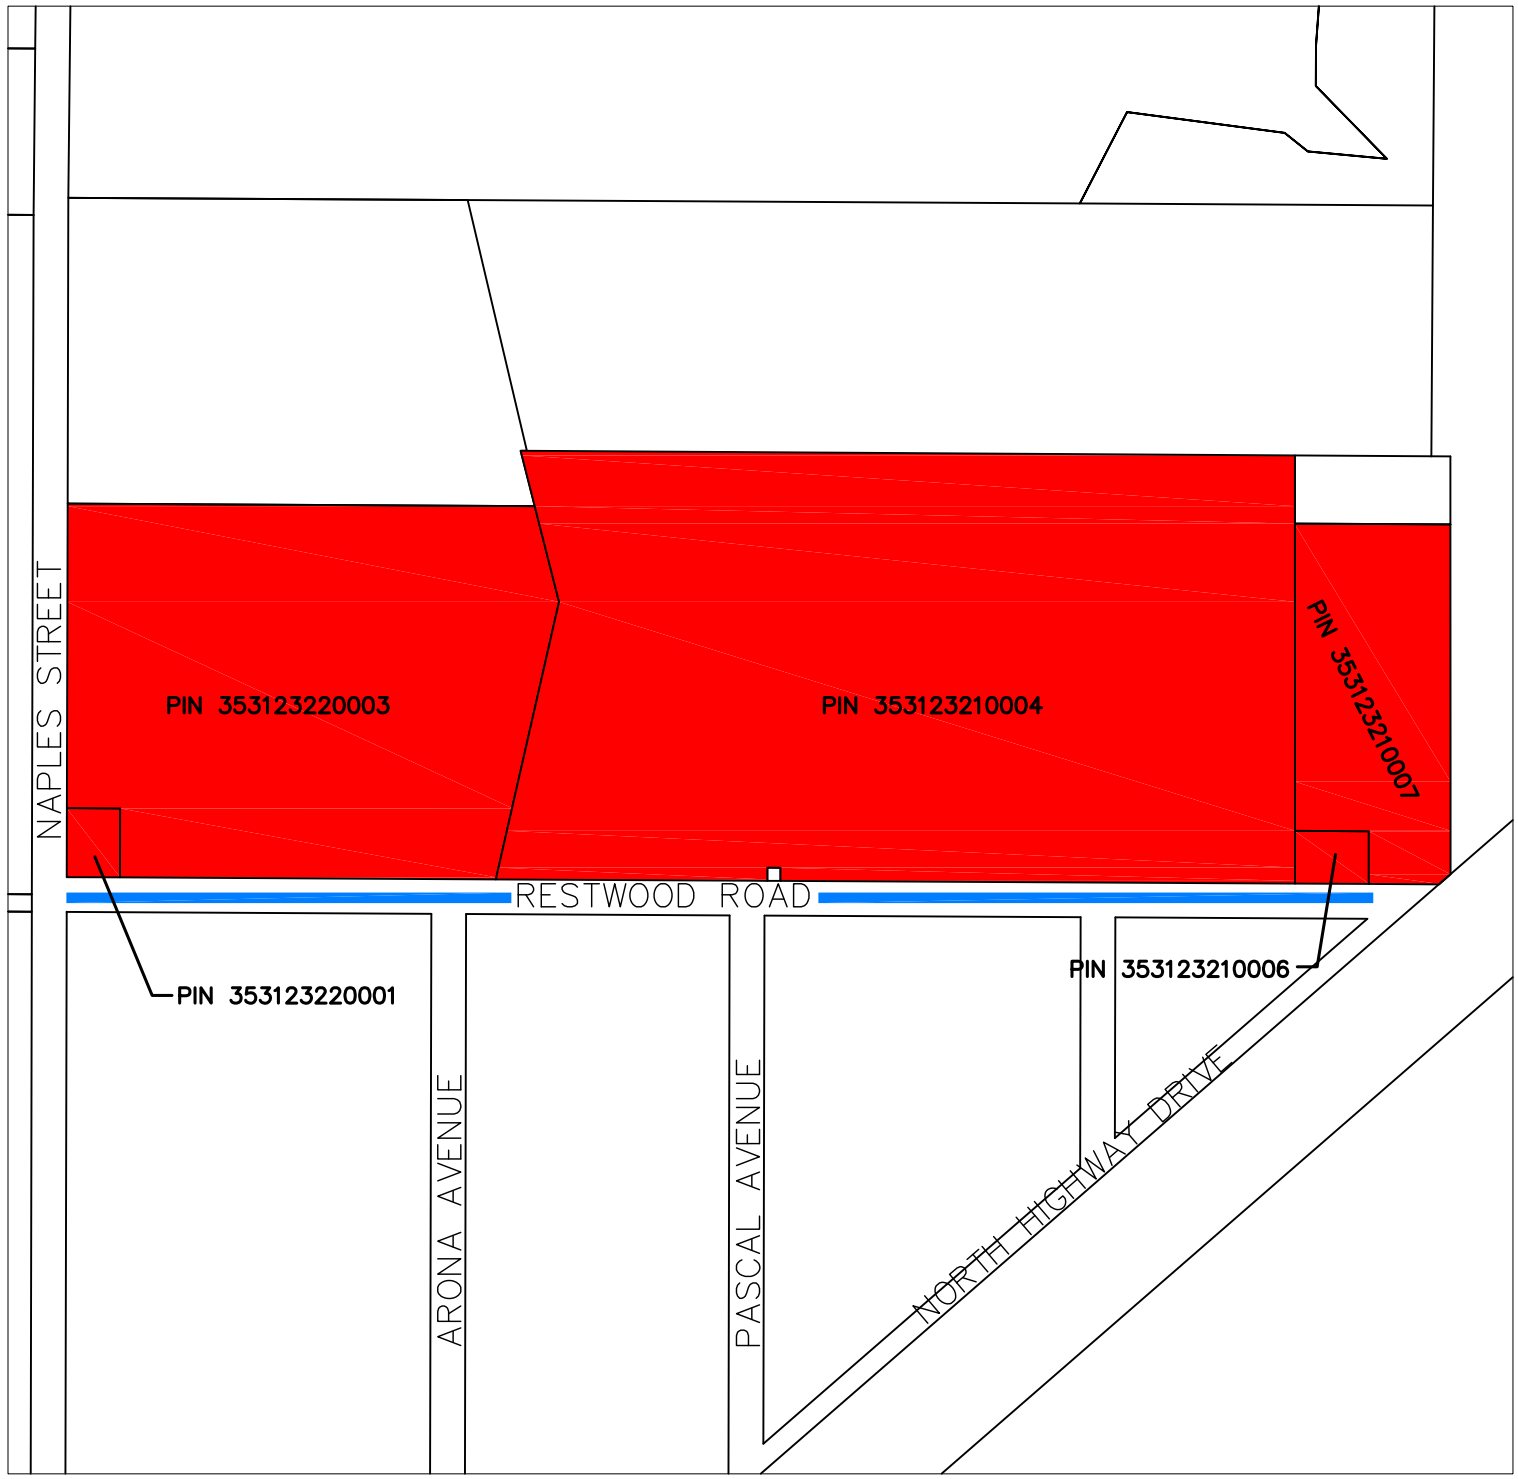 NAPLES STREET
PIN 353123220003
PIN 353123210004
PIN 353123210007
RESTWOOD ROAD
PIN 353123220001
PIN 353123210006
ARONA AVENUE
PASCAL AVENUE
NORTH HIGHWAY DRIVE